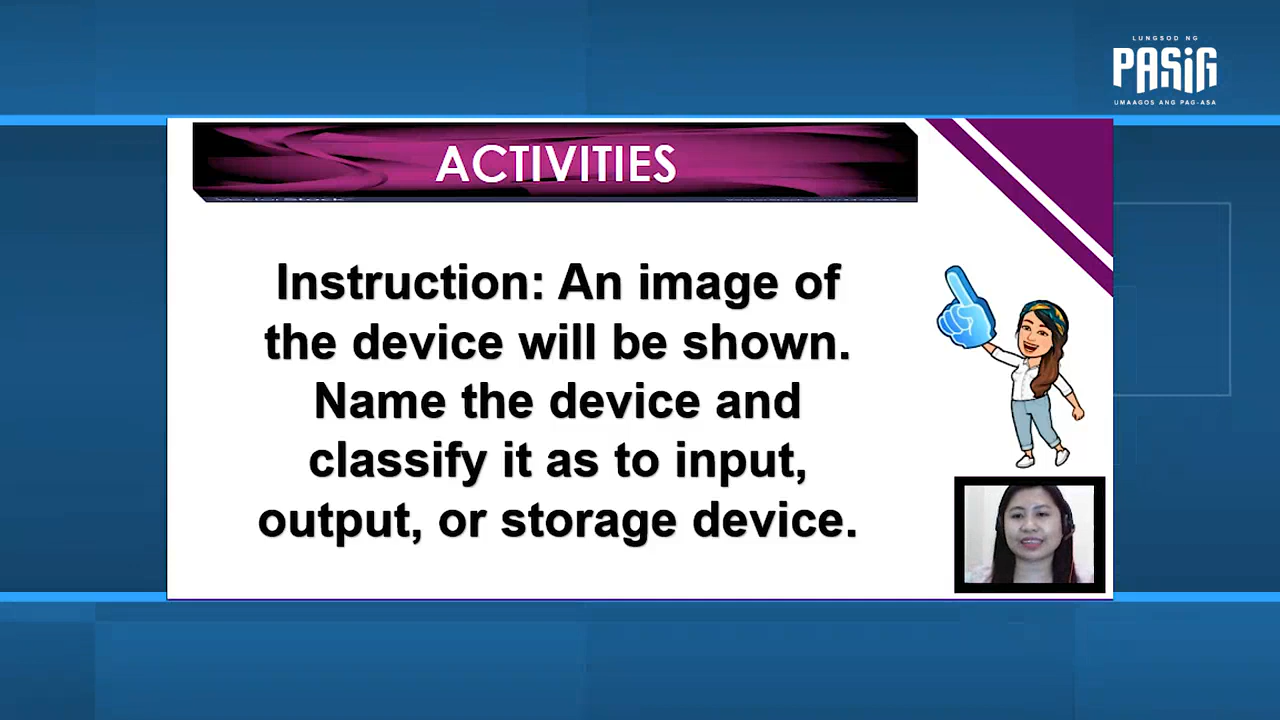 LUNGSOD NG
PASIG
UMAAGOS ANG PAG-ASA
ACTIVITIES
VectorStock
Instruction: An image of
the device will be shown.
Name the device and
classify it as to input,
output, or storage device.